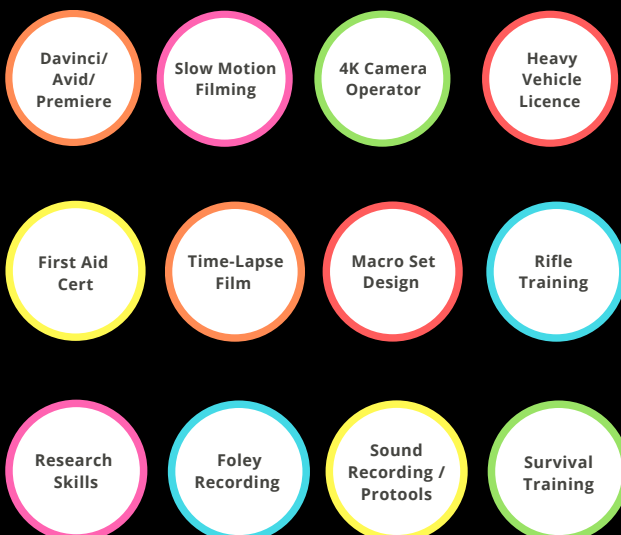 Davinci/
Avid/
Premiere
Slow Motion
Filming
4K Camera
Operator
Heavy
Vehicle
Licence
First Aid
Cert
Time-Lapse
Film
Macro Set
Design
Rifle
Training
Research
Skills
Foley
Recording
Sound
Recording /
Protools
Survival
Training